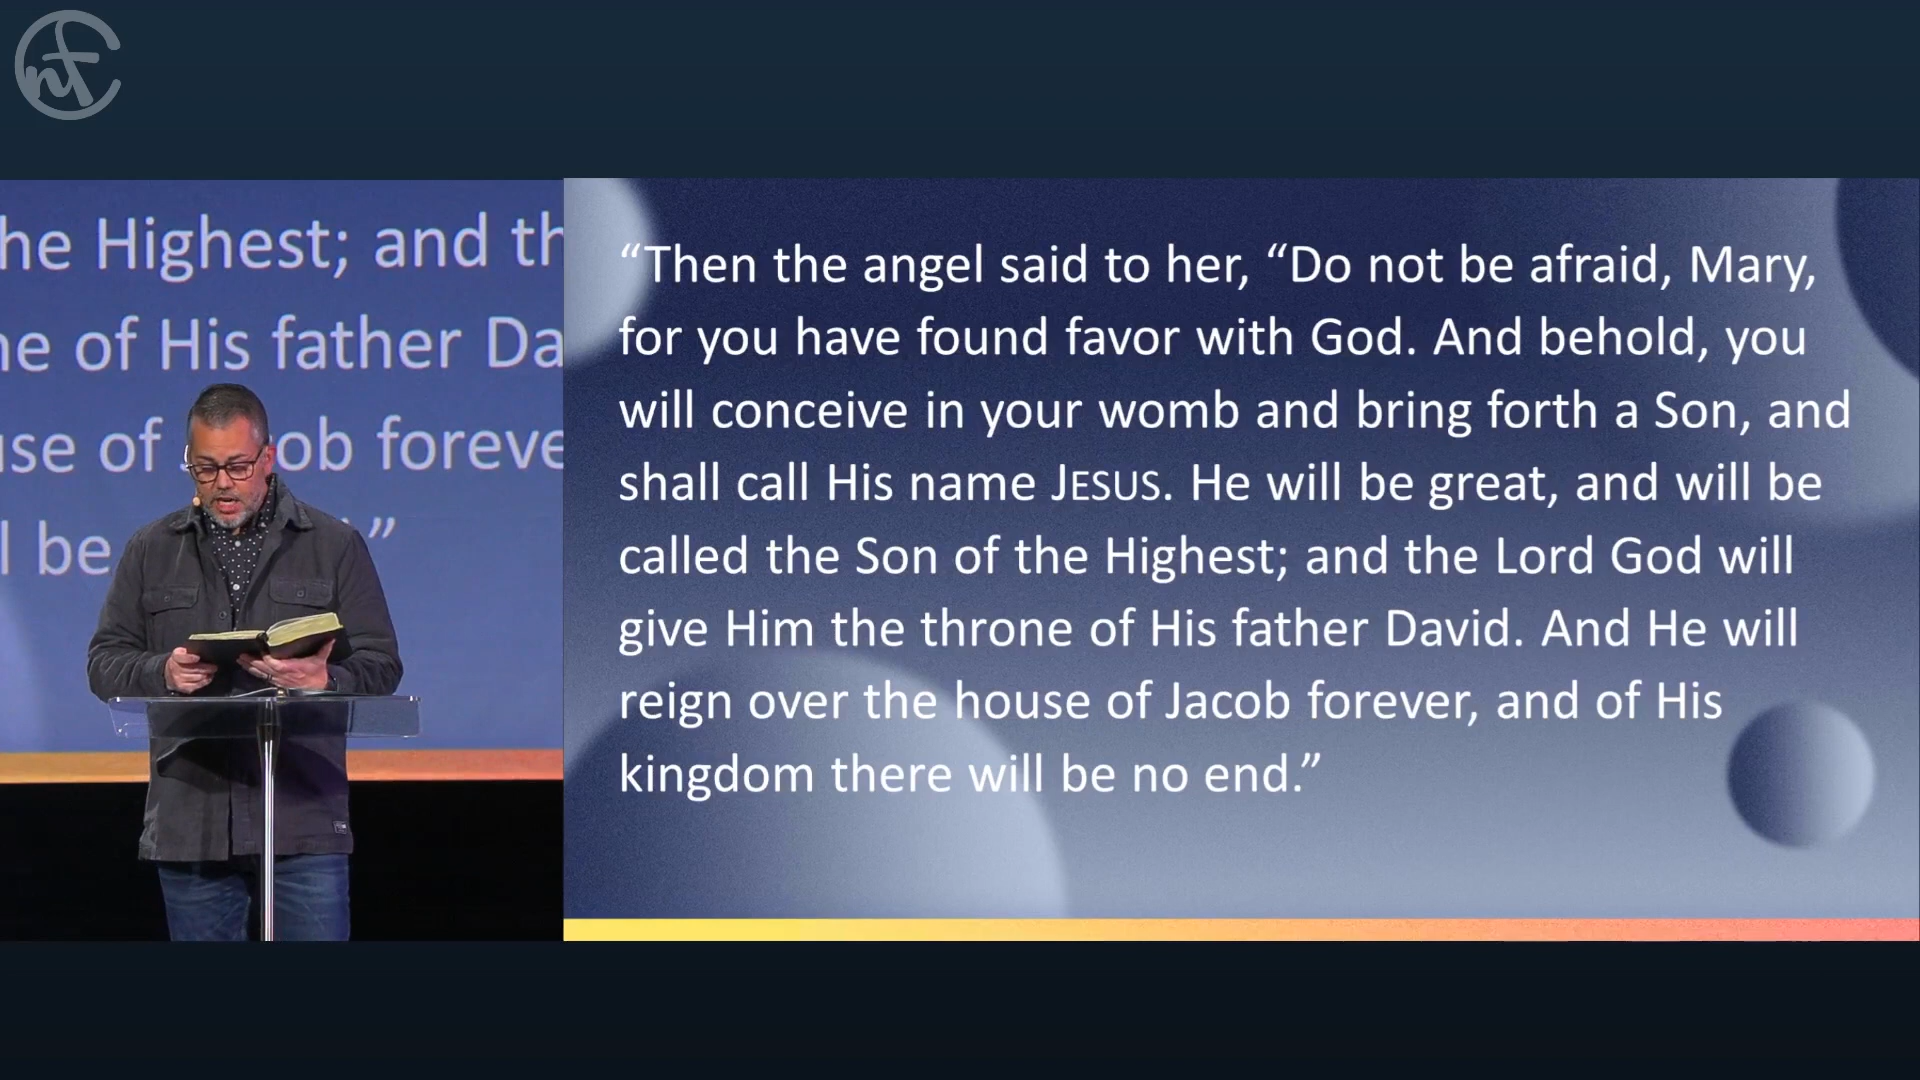 he Highest; and th
ne of His father Da
use of Jacob foreve
l be ”
“Then the angel said to her, “Do not be afraid, Mary,
for you have found favor with God. And behold, you
will conceive in your womb and bring forth a Son, and
shall call His name JESUS. He will be great, and will be
called the Son of the Highest; and the Lord God will
give Him the throne of His father David. And He will
reign over the house of Jacob forever, and of His
kingdom there will be no end.”